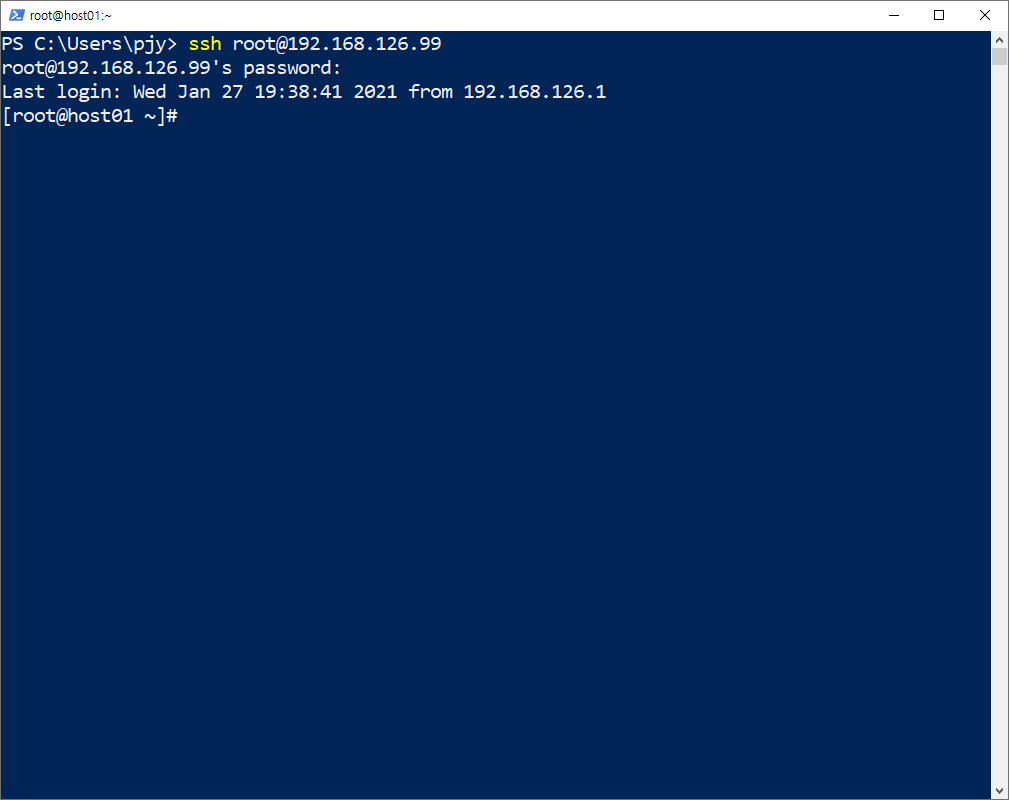 root@host01:~
PS C:\Users\pjy> ssh root@192.168.126.99
root@192.168.126.99's password:
Last login: Wed Jan 27 19:38:41 2021 from 192.168.126.1
[root@host01 ~]#